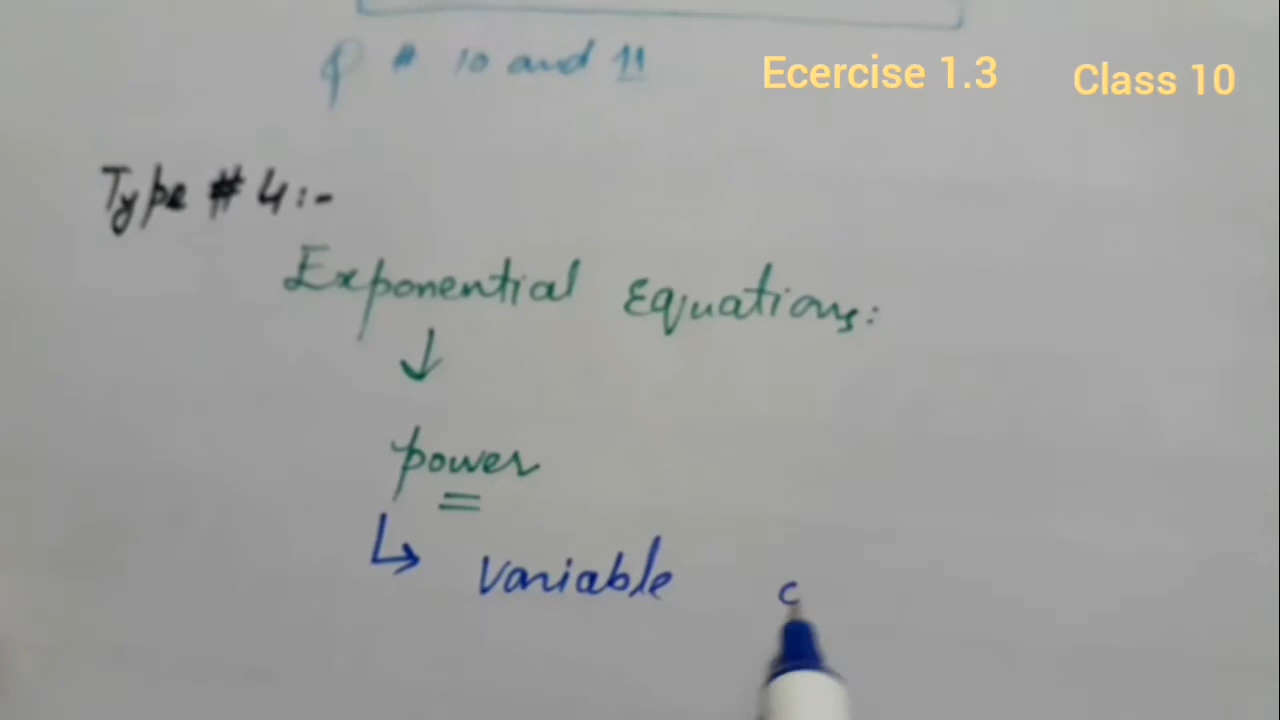 P # 10 and 11
Ecercise 1.3
Class 10
Type # 4:-
Exponential Equations:
↓
power
↳ Variable c